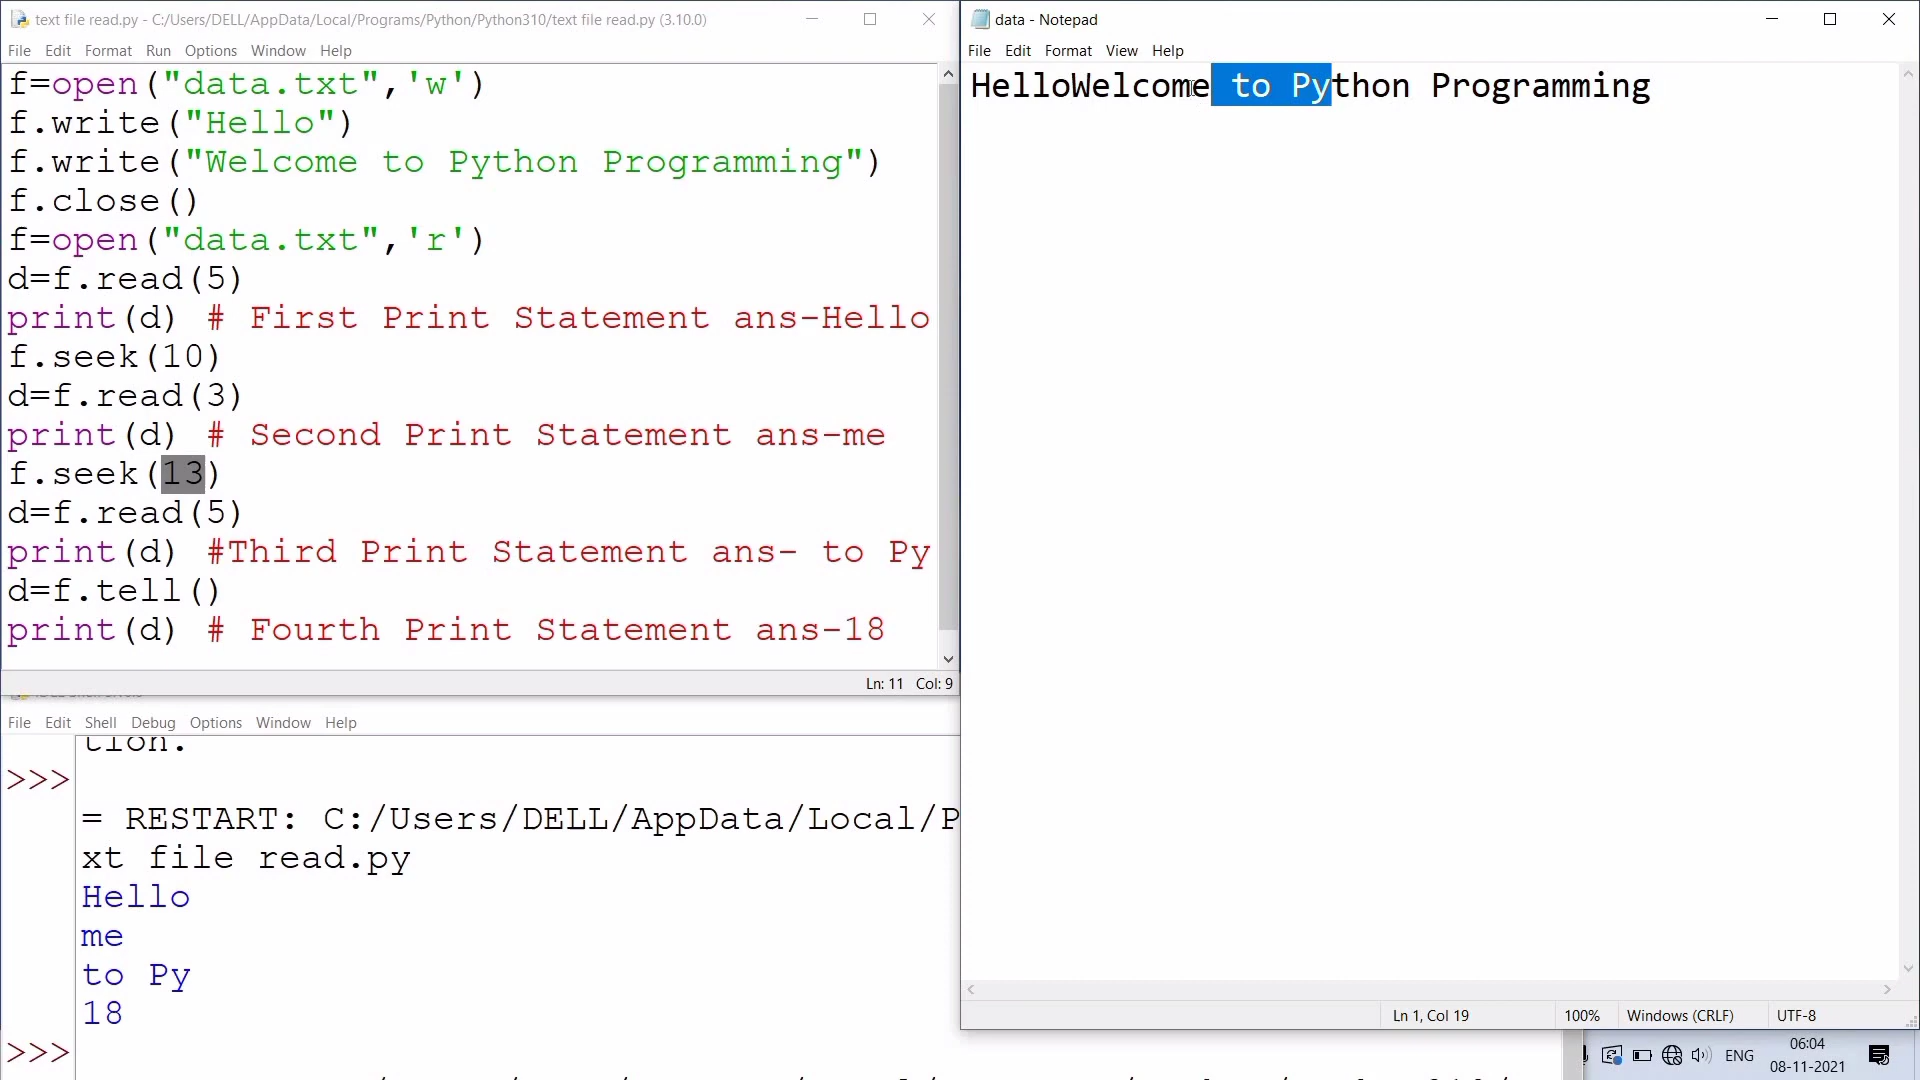 text file read.py - C:/Users/DELL/AppData/Local/Programs/Python/Python310/text file read.py (3.10.0)
File Edit Format Run Options Window Help
f=open("data.txt",'w')
f.write("Hello")
f.write("Welcome to Python Programming")
f.close()
f=open("data.txt",'r')
d=f.read(5)
print(d) # First Print Statement ans-Hello
f.seek(10)
d=f.read(3)
print(d) # Second Print Statement ans-me
f.seek(13)
d=f.read(5)
print(d) #Third Print Statement ans- to Py
d=f.tell()
print(d) # Fourth Print Statement ans-18
Ln: 11 Col: 9
File Edit Shell Debug Options Window Help
tion.
>>>
= RESTART: C:/Users/DELL/AppData/Local/P
xt file read.py
Hello
me
to Py
18
>>>
data - Notepad
File Edit Format View Help
HelloWelcome to Python Programming
Ln 1, Col 19 100% Windows (CRLF) UTF-8
ENG
06:04
08-11-2021